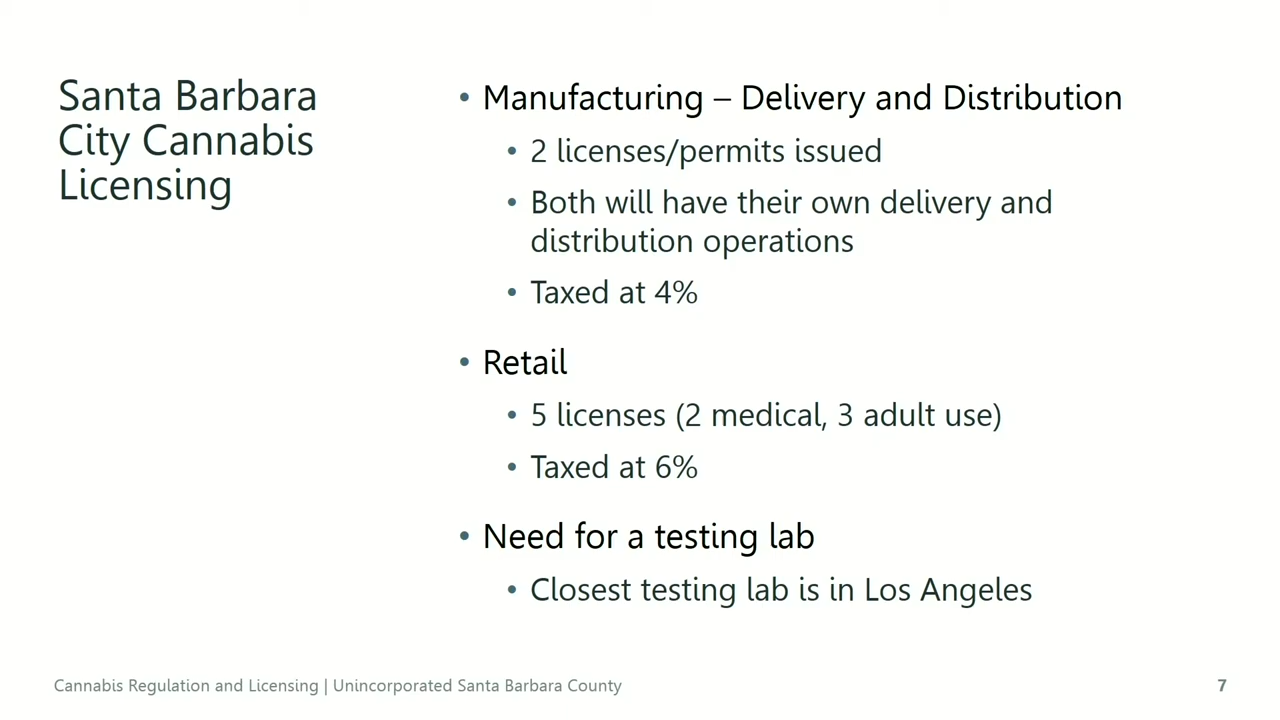 Santa Barbara
City Cannabis
Licensing
• Manufacturing – Delivery and Distribution
• 2 licenses/permits issued
• Both will have their own delivery and
distribution operations
• Taxed at 4%
• Retail
• 5 licenses (2 medical, 3 adult use)
• Taxed at 6%
• Need for a testing lab
• Closest testing lab is in Los Angeles
Cannabis Regulation and Licensing | Unincorporated Santa Barbara County
7